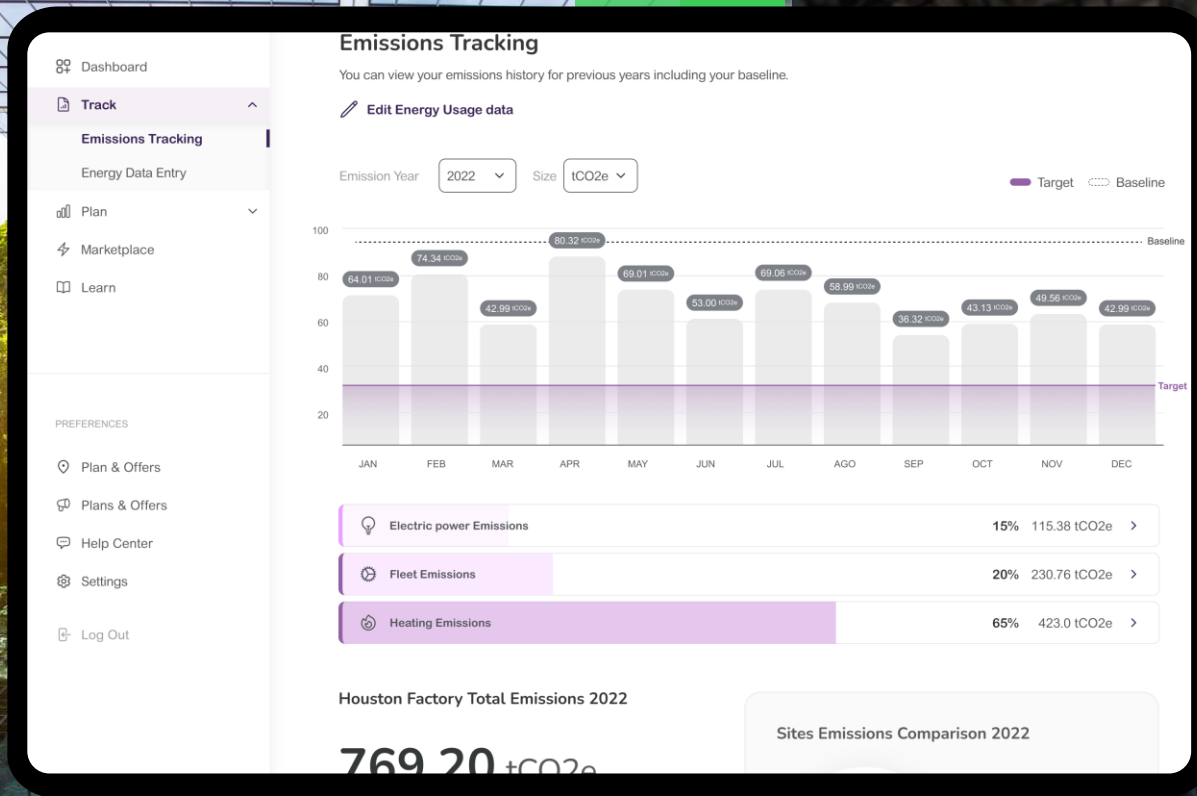 Emissions Tracking
You can view your emissions history for previous years including your baseline.
Edit Energy Usage data
Dashboard
Track
Emissions Tracking
Energy Data Entry
Plan
Marketplace
Learn
PREFERENCES
Plan & Offers
Plans & Offers
Help Center
Settings
Log Out
Emission Year 2022 Size tCO2e
Target Baseline
100
80
60
40
20
Baseline
Target
64.01 tCO2e
74.34 tCO2e
42.99 tCO2e
80.32 tCO2e
69.01 tCO2e
53.00 tCO2e
69.06 tCO2e
58.99 tCO2e
36.32 tCO2e
43.13 tCO2e
49.56 tCO2e
42.99 tCO2e
JAN FEB MAR APR MAY JUN JUL AGO SEP OCT NOV DEC
Electric power Emissions 15% 115.38 tCO2e
Fleet Emissions 20% 230.76 tCO2e
Heating Emissions 65% 423.0 tCO2e
Houston Factory Total Emissions 2022
769.20 tCO2e
Sites Emissions Comparison 2022